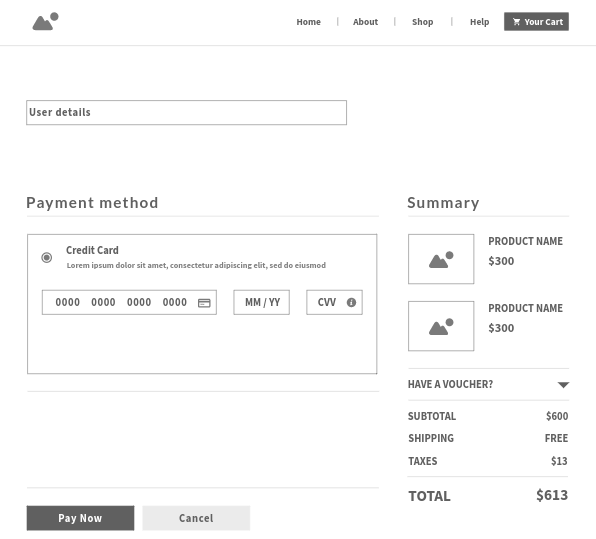 Home | About | Shop | Help Your Cart
User details
Payment method
Credit Card
Lorem ipsum dolor sit amet, consectetur adipiscing elit, sed do eiusmod
0000 0000 0000 0000 MM / YY CVV
Pay Now Cancel
Summary
PRODUCT NAME
$300
PRODUCT NAME
$300
HAVE A VOUCHER?
SUBTOTAL $600
SHIPPING FREE
TAXES $13
TOTAL $613